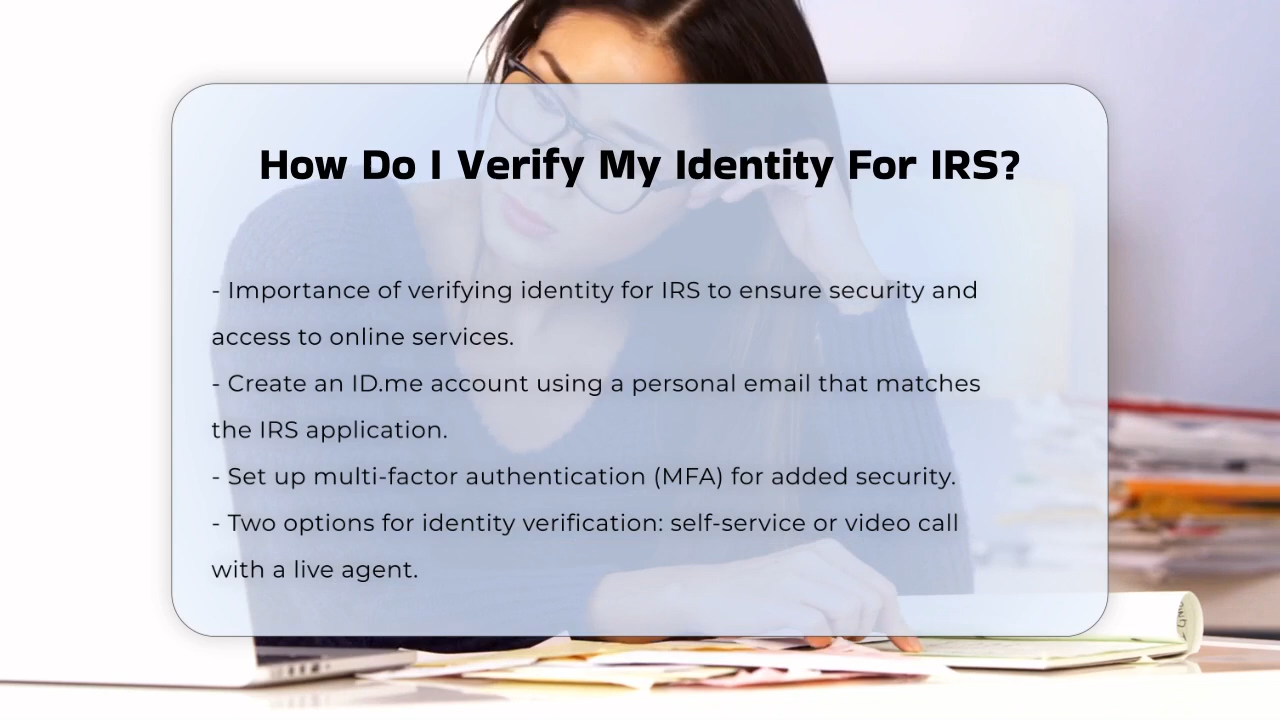 How Do I Verify My Identity For IRS?
- Importance of verifying identity for IRS to ensure security and
access to online services.
- Create an ID.me account using a personal email that matches
the IRS application.
- Set up multi-factor authentication (MFA) for added security.
- Two options for identity verification: self-service or video call
with a live agent.